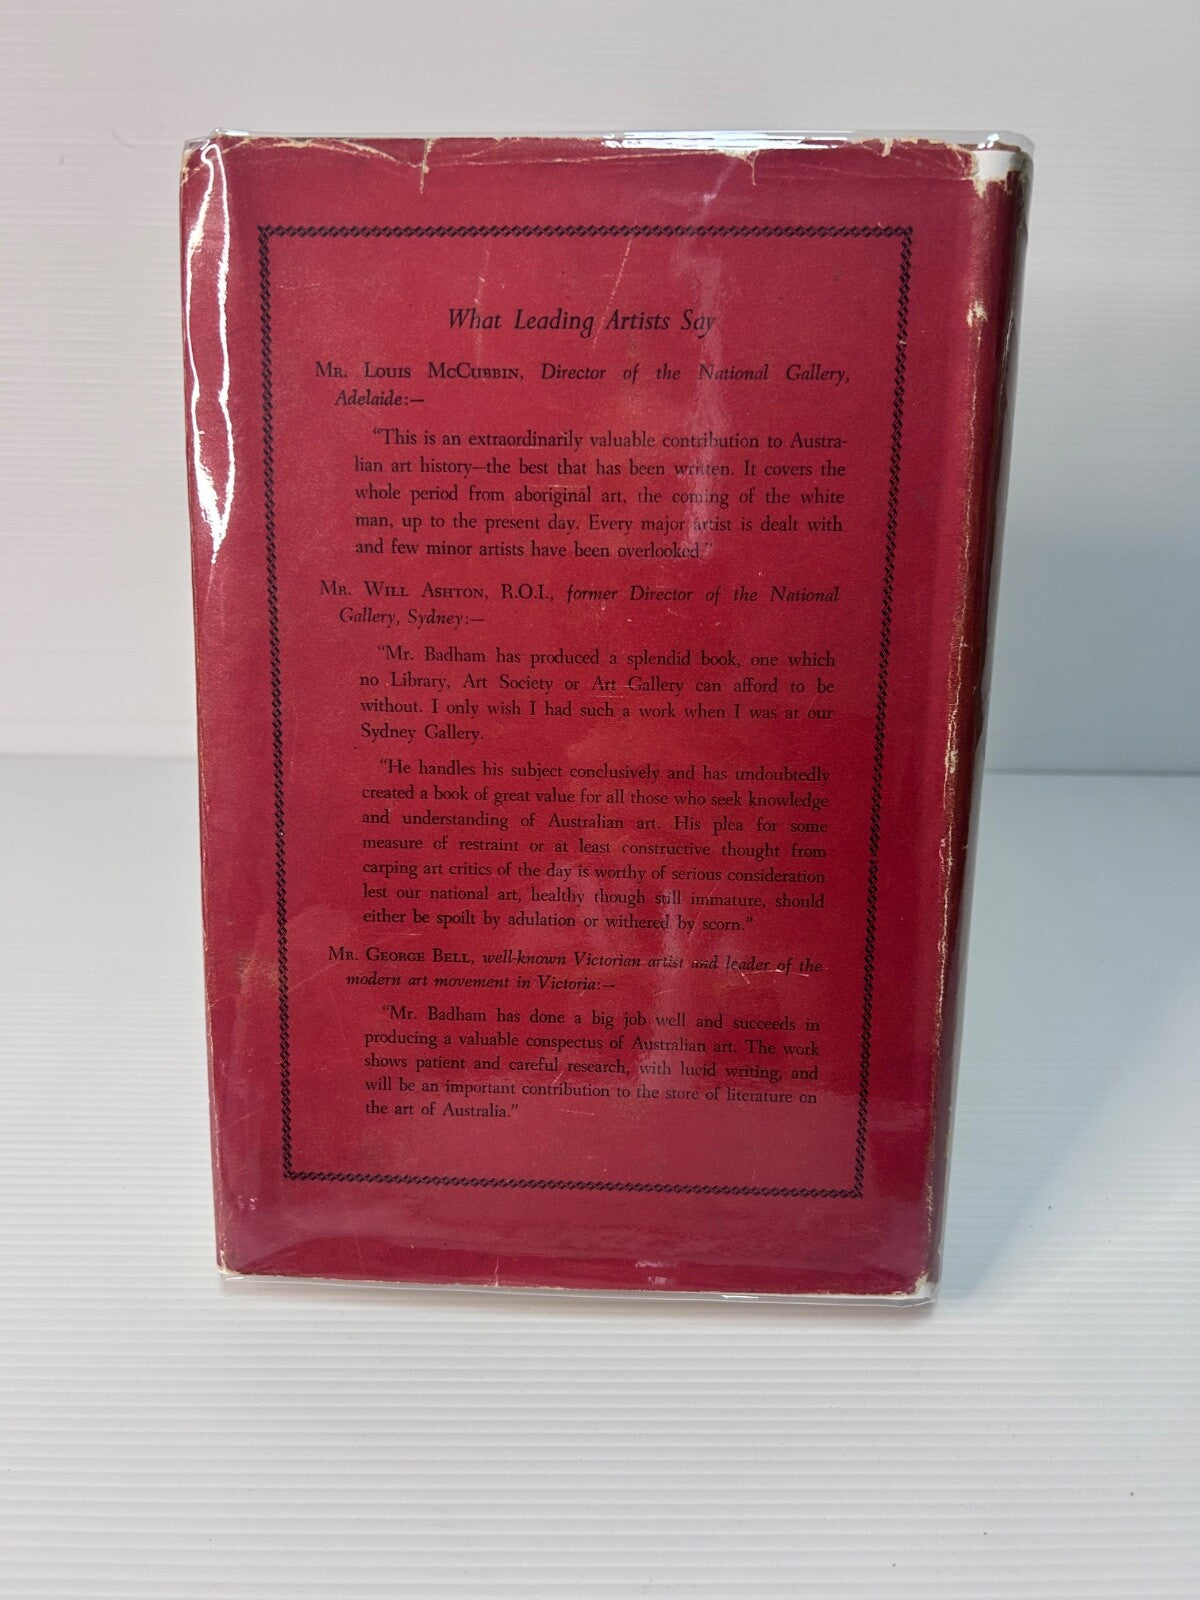 What Leading Artists Say
MR. LOUIS MCCUBBIN, Director of the National Gallery,
Adelaide:—
"This is an extraordinarily valuable contribution to Austra-
lian art history—the best that has been written. It covers the
whole period from aboriginal art, the coming of the white
man, up to the present day. Every major artist is dealt with
and few minor artists have been overlooked."
MR. WILL ASHTON, R.O.I., former Director of the National
Gallery, Sydney:—
"Mr. Badham has produced a splendid book, one which
no Library, Art Society or Art Gallery can afford to be
without. I only wish I had such a work when I was at our
Sydney Gallery.
"He handles his subject conclusively and has undoubtedly
created a book of great value for all those who seek knowledge
and understanding of Australian art. His plea for some
measure of restraint or at least constructive thought from
carping art critics of the day is worthy of serious consideration
lest our national art, healthy though still immature, should
either be spoilt by adulation or withered by scorn."
MR. GEORGE BELL, well-known Victorian artist and leader of the
modern art movement in Victoria:—
"Mr. Badham has done a big job well and succeeds in
producing a valuable conspectus of Australian art. The work
shows patient and careful research, with lucid writing, and
will be an important contribution to the store of literature on
the art of Australia."